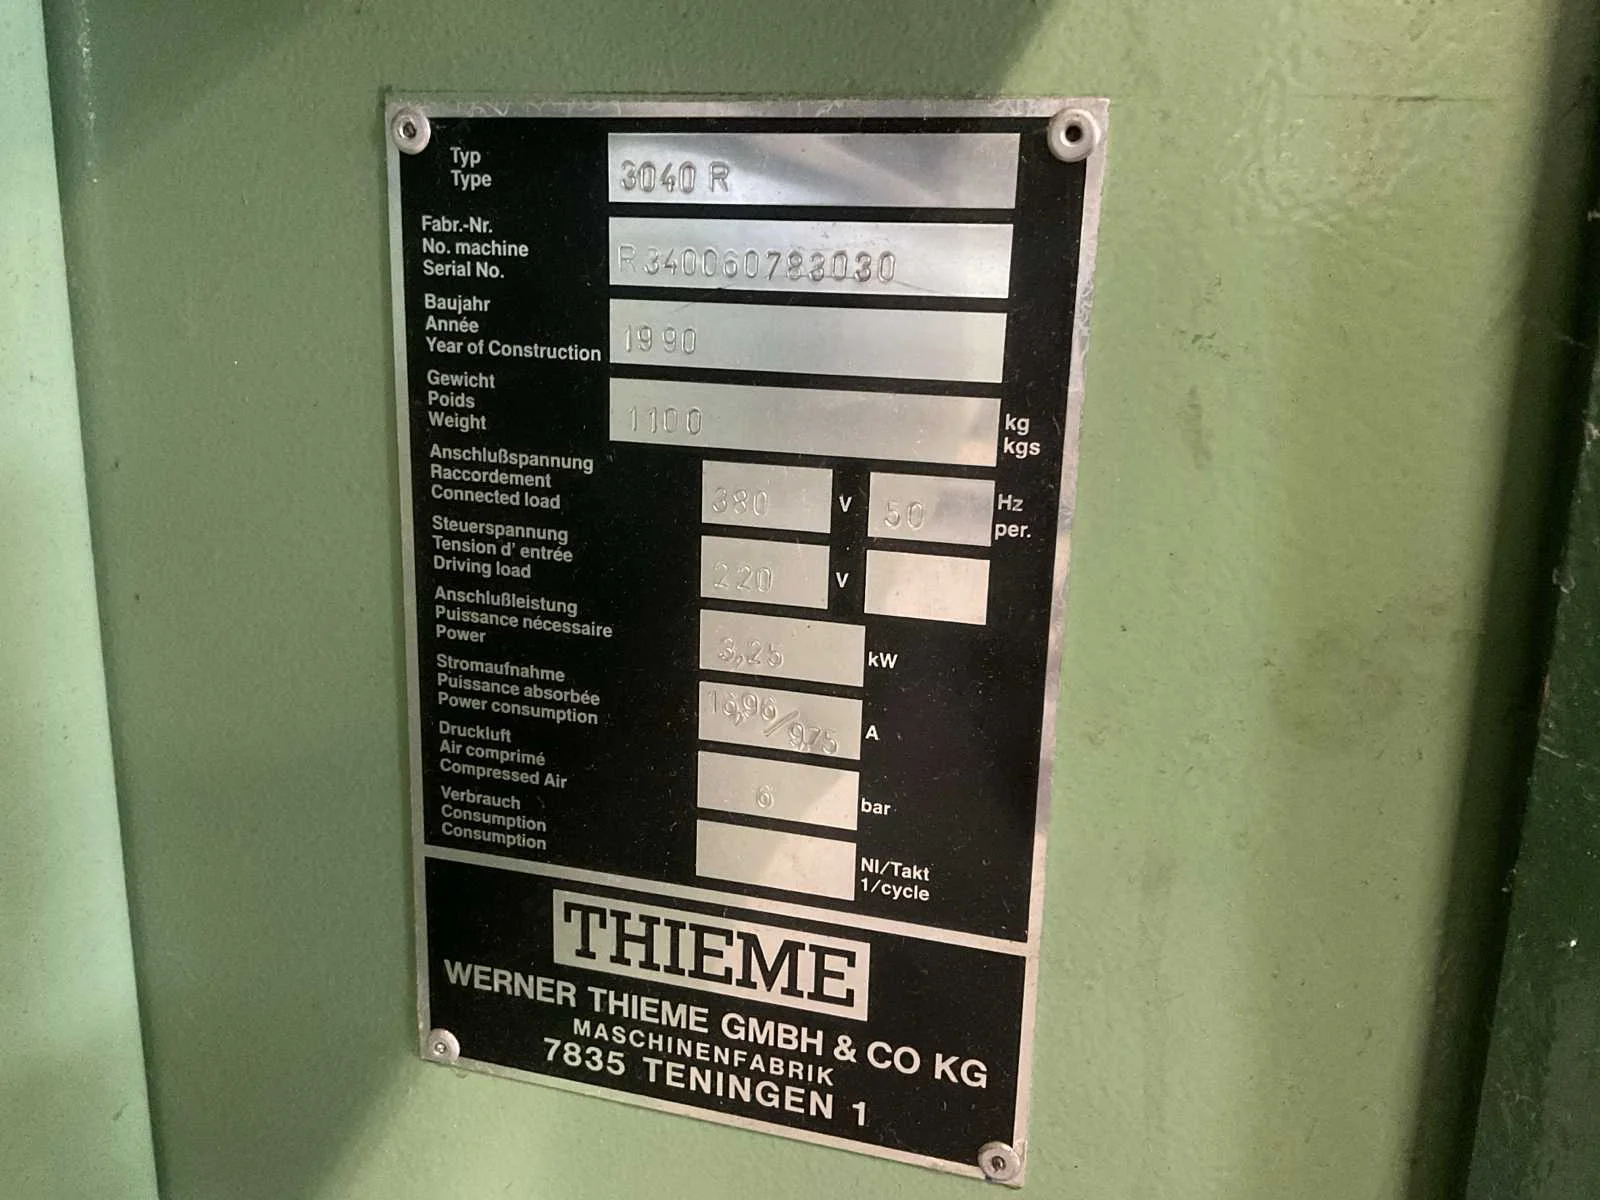 Typ
Type
3040 R
Fabr.-Nr.
No. machine
Serial No.
R340060783030
Baujahr
Année
Year of Construction
1990
Gewicht
Poids
Weight
1100
kg
kgs
Anschlußspannung
Raccordement
Connected load
380 V 50 Hz
per.
Steuerspannung
Tension d' entrée
Driving load
220 V
Anschlußleistung
Puissance nécessaire
Power
3,25 kW
Stromaufnahme
Puissance absorbée
Power consumption
/9,75 A
Druckluft
Air comprimé
Compressed Air
6 bar
Verbrauch
Consumption
Consumption
Nl/Takt
1/cycle
THIEME
WERNER THIEME GMBH & CO KG
MASCHINENFABRIK
7835 TENINGEN 1